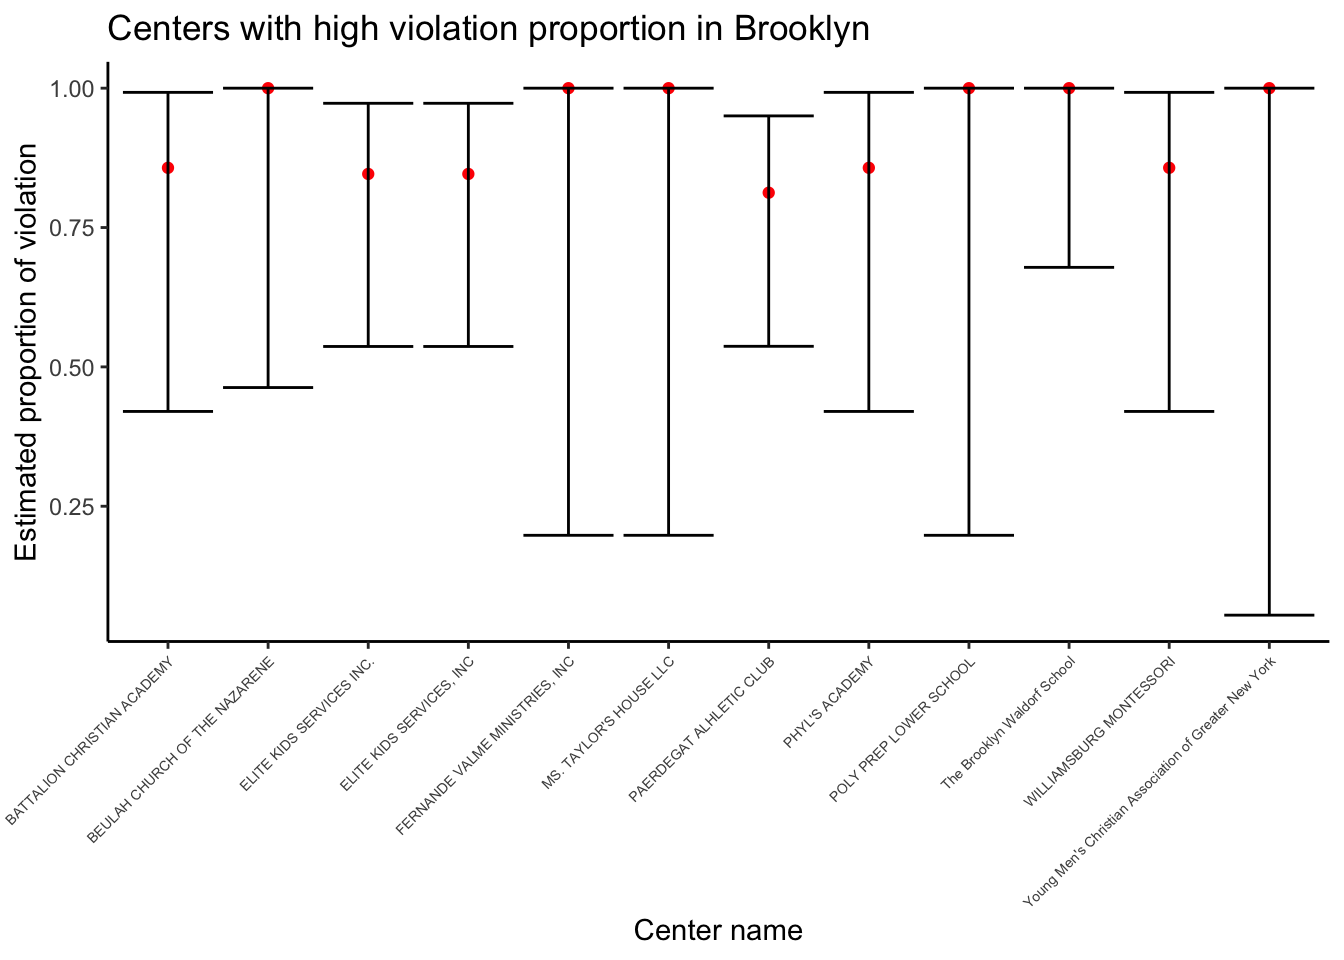 Centers with high violation proportion in Brooklyn
Estimated proportion of violation
1.00
0.75
0.50
0.25
BATTALION CHRISTIAN ACADEMY
BEULAH CHURCH OF THE NAZARENE
ELITE KIDS SERVICES INC.
ELITE KIDS SERVICES, INC
FERNANDE VALME MINISTRIES, INC
MS. TAYLOR'S HOUSE LLC
PAERDEGAT ALHLETIC CLUB
PHYL'S ACADEMY
POLY PREP LOWER SCHOOL
The Brooklyn Waldorf School
WILLIAMSBURG MONTESSORI
Young Men's Christian Association of Greater New York
Center name